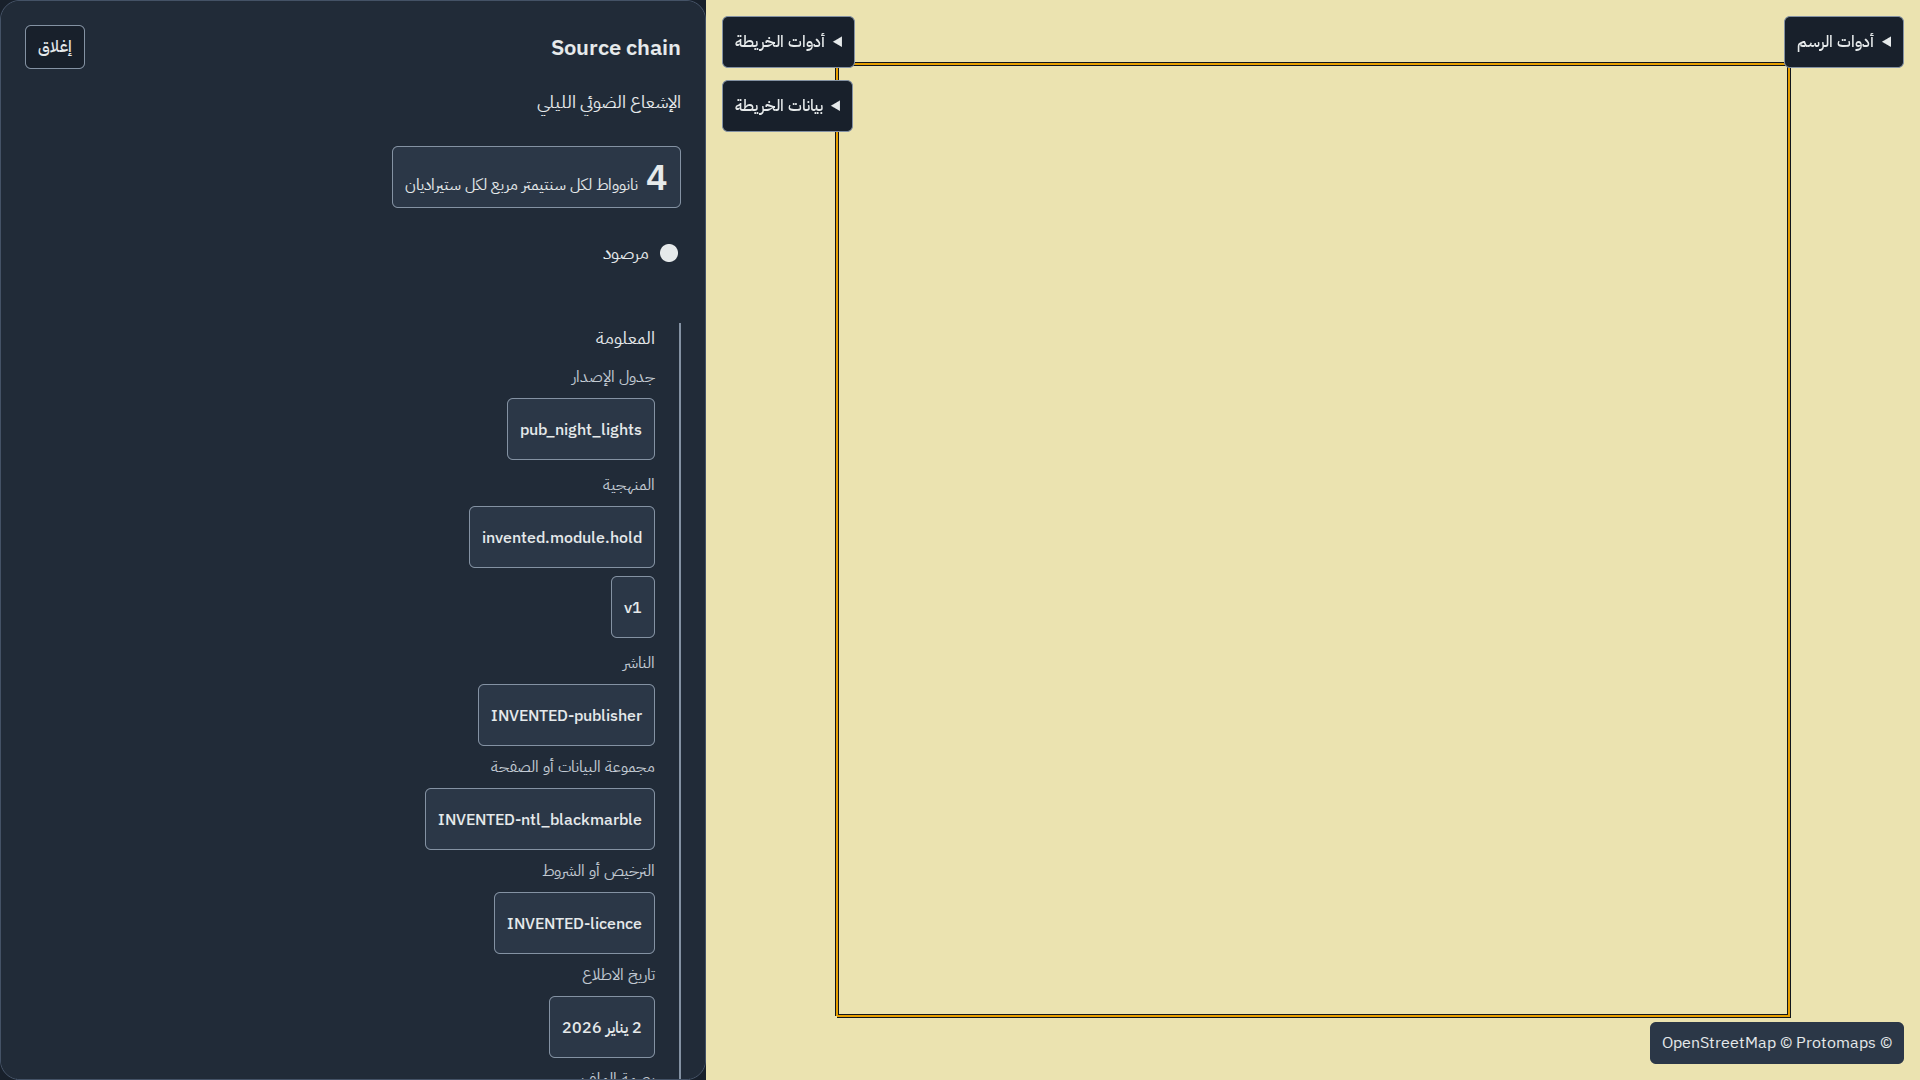 أدوات الرسم
أدوات الخريطة
بيانات الخريطة
OpenStreetMap © Protomaps ©
Source chain
إغلاق
الإشعاع الضوئي الليلي
4 نانوواط لكل سنتيمتر مربع لكل ستيراديان
مرصود
المعلومة
جدول الإصدار
pub_night_lights
المنهجية
invented.module.hold
v1
الناشر
INVENTED-publisher
مجموعة البيانات أو الصفحة
INVENTED-ntl_blackmarble
الترخيص أو الشروط
INVENTED-licence
تاريخ الاطلاع
2 يناير 2026